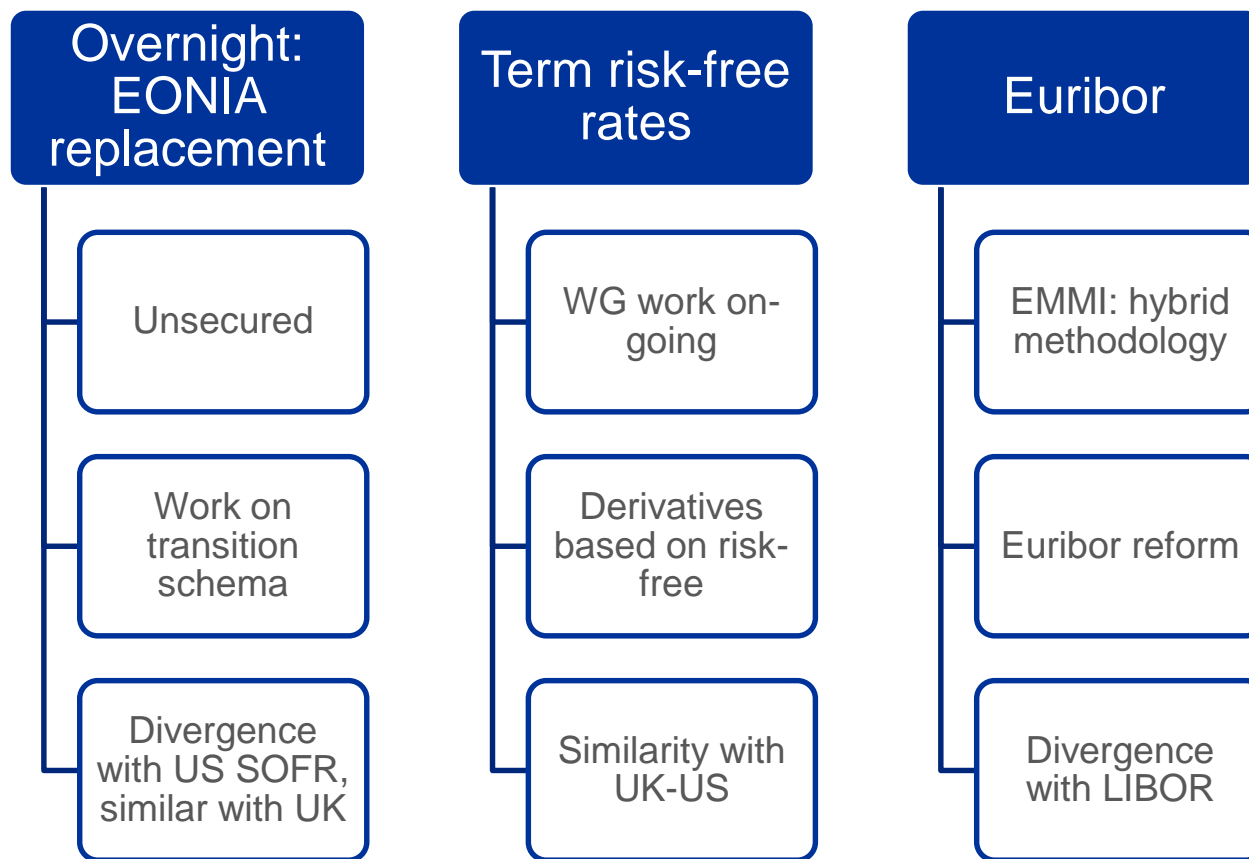 Overnight:
EONIA
replacement
Unsecured
Work on
transition
schema
Divergence
with US SOFR,
similar with UK
Term risk-free
rates
WG work on-
going
Derivatives
based on risk-
free
Similarity with
UK-US
Euribor
EMMI: hybrid
methodology
Euribor reform
Divergence
with LIBOR